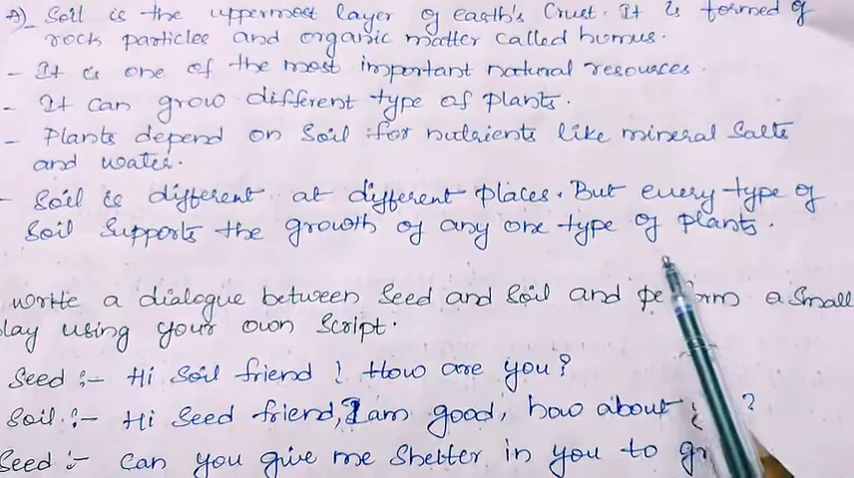 A) Soil is the uppermost layer of earth's Crust. It is formed of
rock particles and organic matter called humus.
- It is one of the most important natural resources.
- It can grow different type of Plants.
- Plants depend on Soil for nutrients like mineral Salts
and water.
- Soil is different at different Places. But every type of
Soil Supports the growth of any one type of Plants.
write a dialogue between Seed and Soil and a Small
using your own Script.
Seed :- Hi Soil friend! How are you?
Soil :- Hi Seed friend, I am good, how about ?
Seed :- Can you give me Shelter in you to